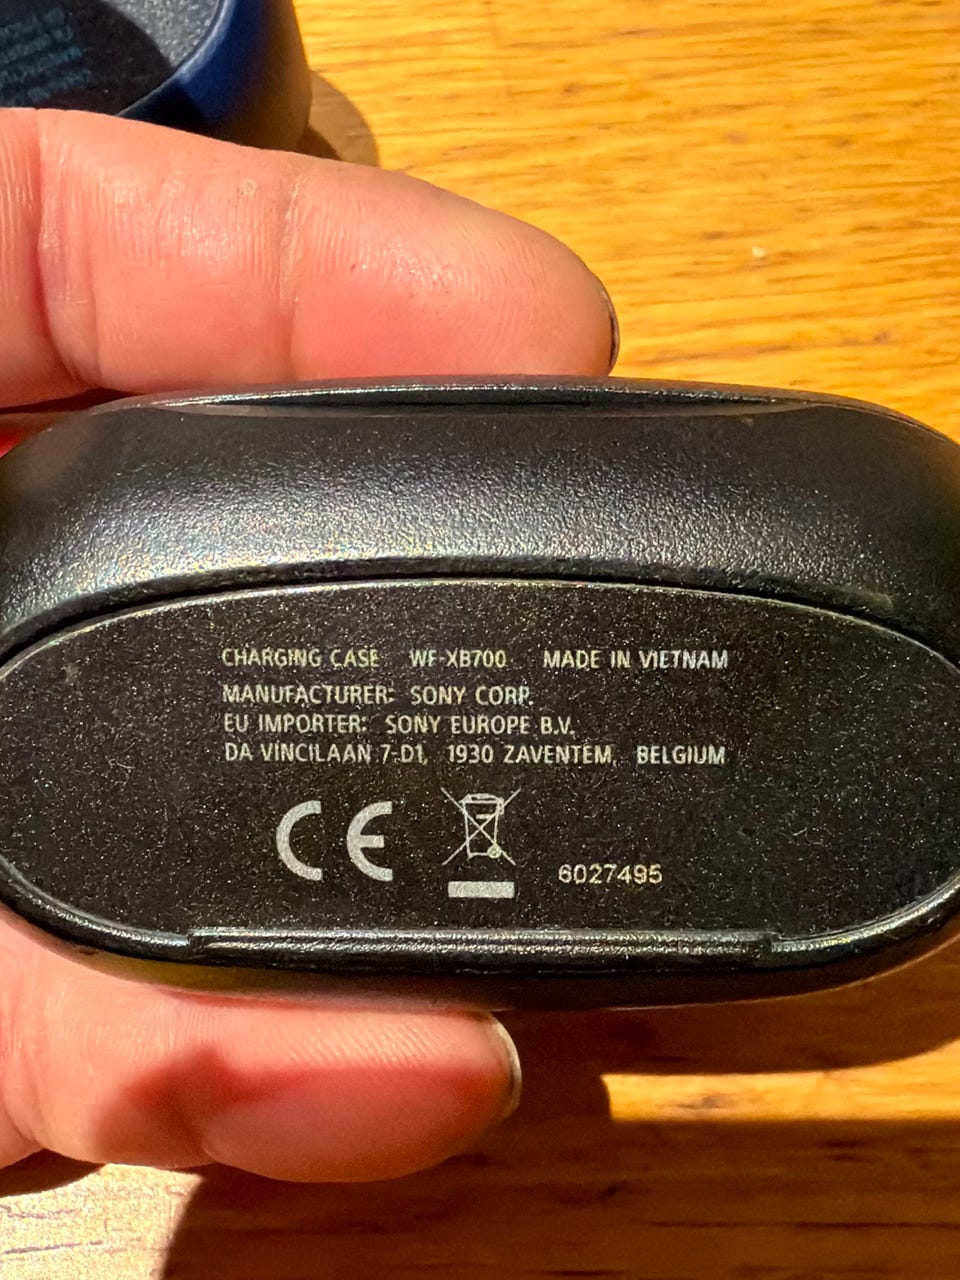 CHARGING CASE WF-XB700 MADE IN VIETNAM
MANUFACTURER: SONY CORP.
EU IMPORTER: SONY EUROPE B.V.
DA VINCILAAN 7-D1, 1930 ZAVENTEM, BELGIUM
CE
6027495